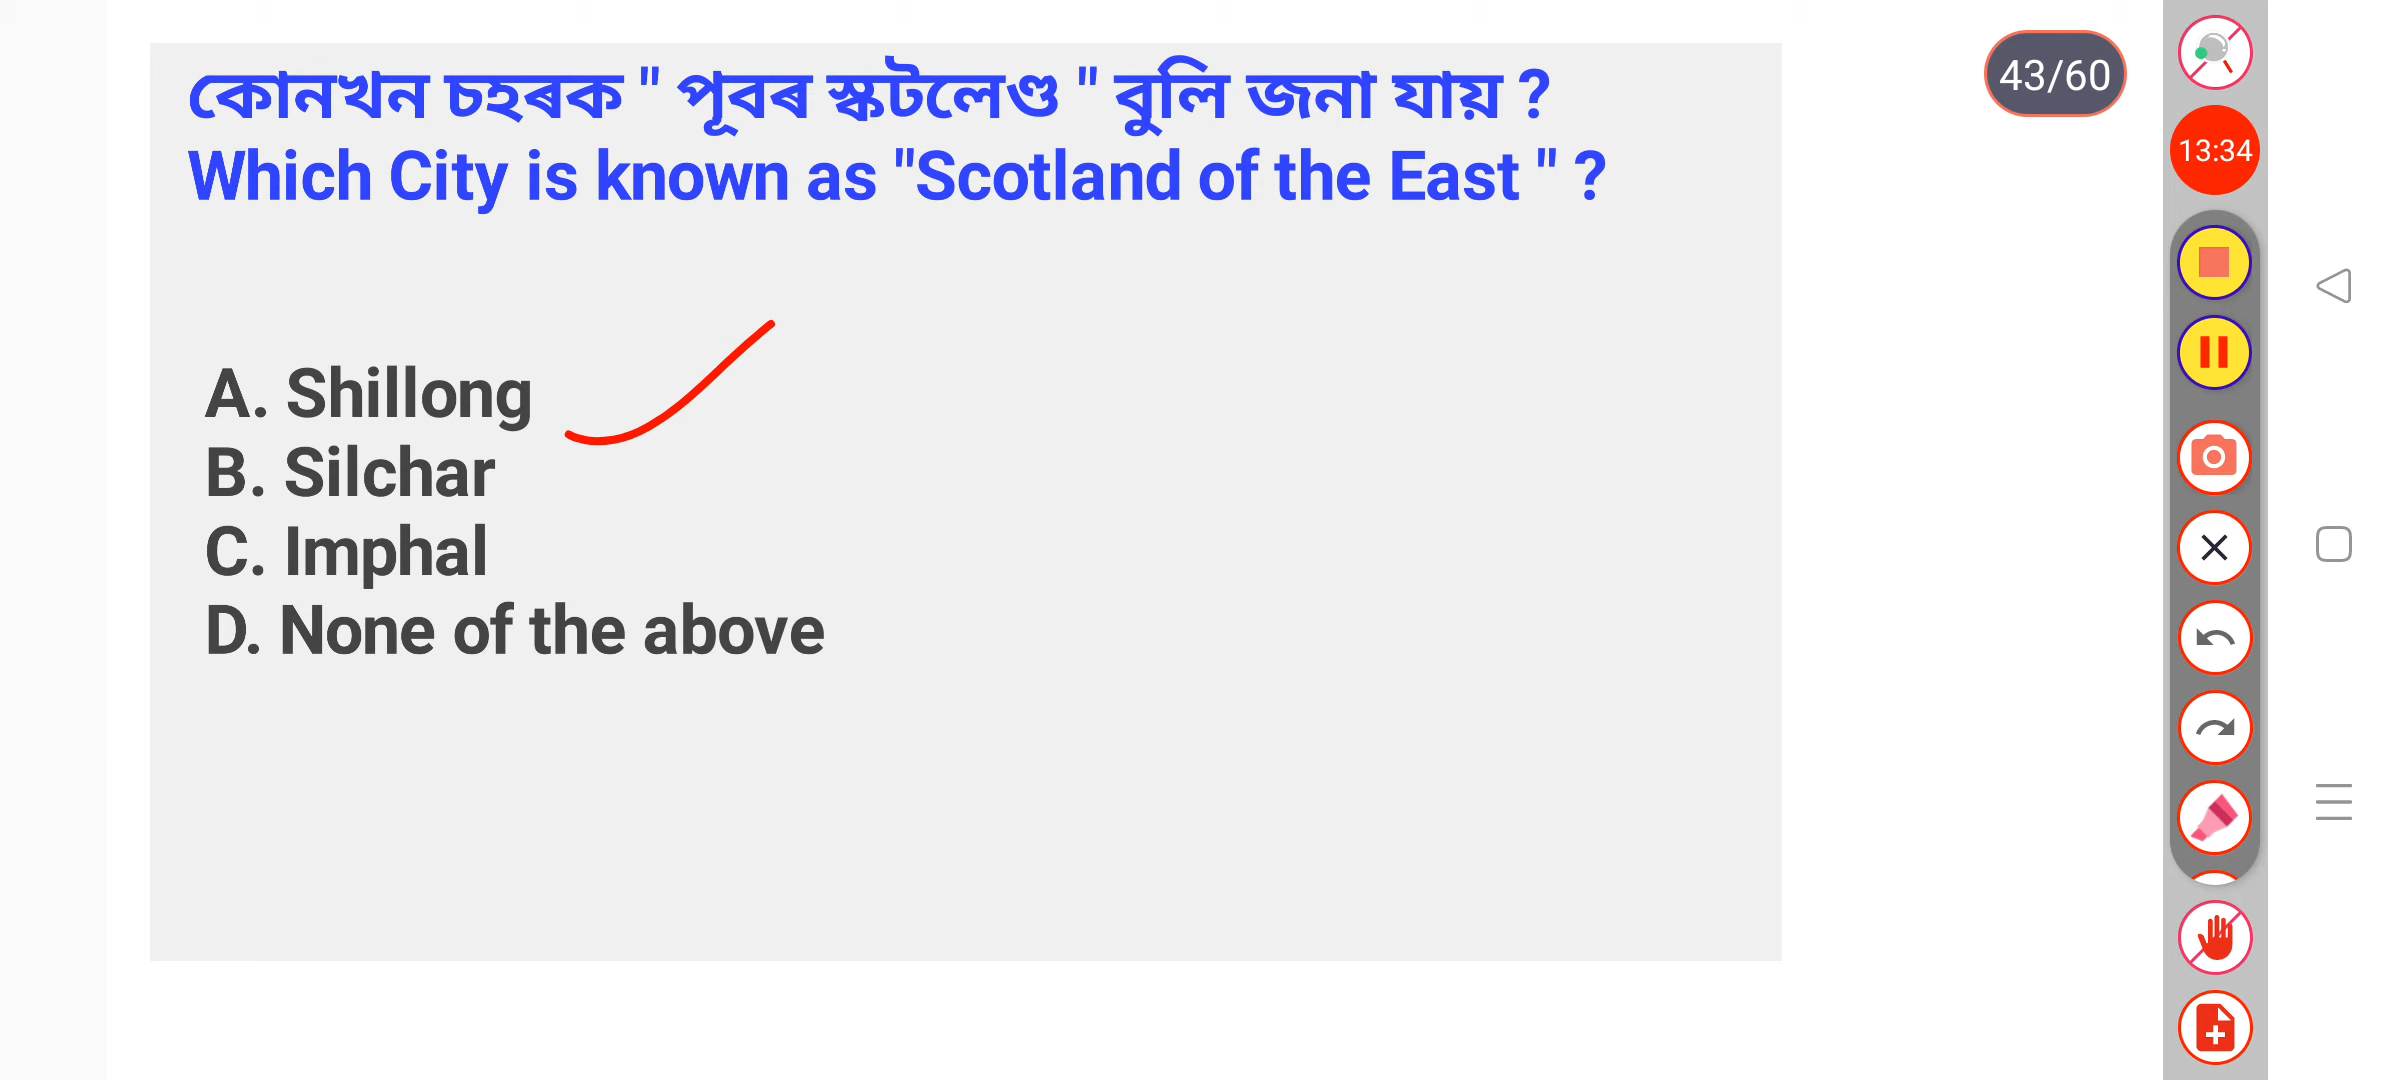 কোনখন চহৰক " পূবৰ স্কটলেণ্ড " বুলি জনা যায় ?
Which City is known as "Scotland of the East " ?
A. Shillong
B. Silchar
C. Imphal
D. None of the above
43/60
13:34